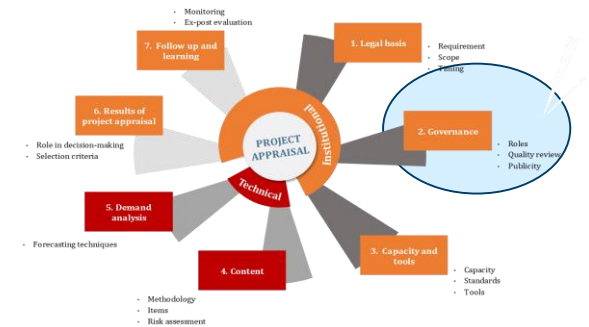 Monitoring
Ex-post evaluation
7. Follow up and
learning
1. Legal basis
Requirement
Scope
Timing
6. Results of
project appraisal
Role in decision-making
Selection criteria
Institutional
PROJECT
APPRAISAL
Technical
2. Governance
Roles
Quality review
Publicity
5. Demand
analysis
Forecasting techniques
3. Capacity and
tools
Capacity
Standards
Tools
4. Content
Methodology
Items
Risk assessment